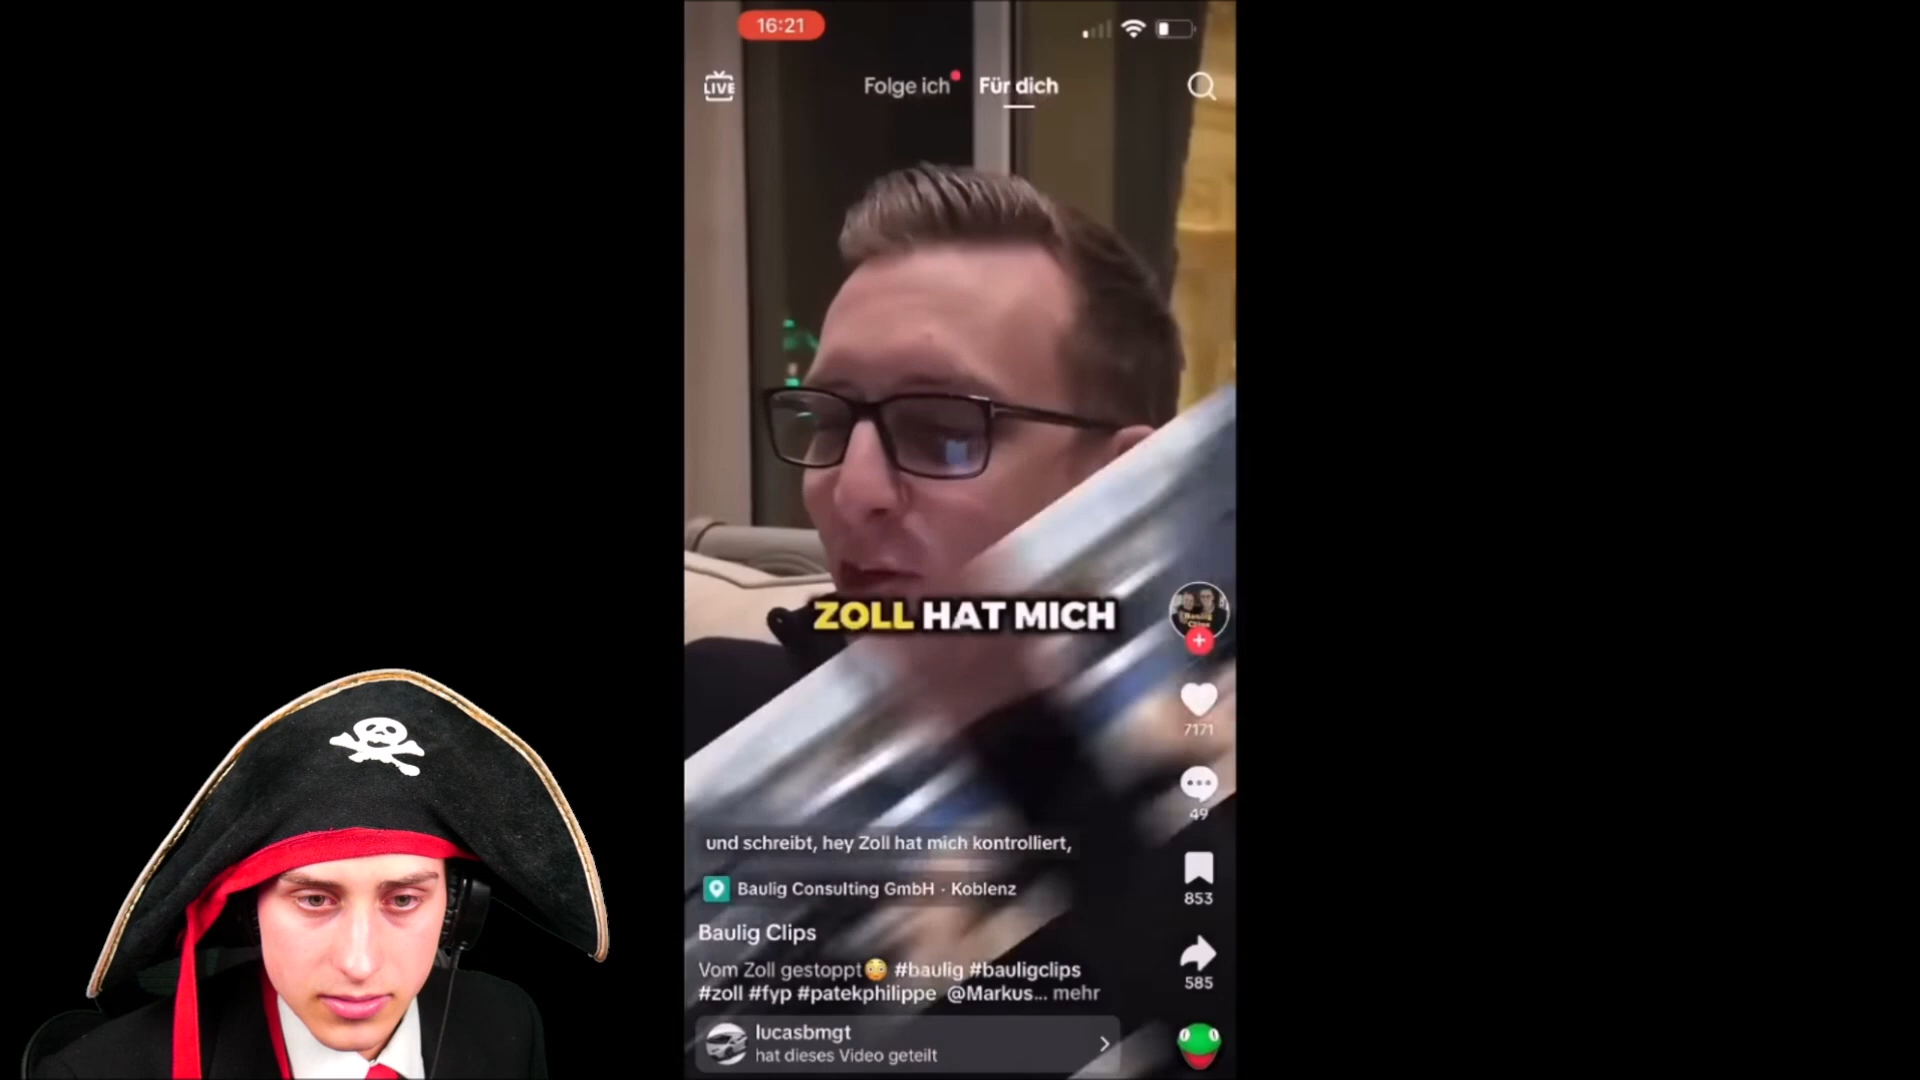 16:21
LIVE
Folge ich
Für dich
ZOLL HAT MICH
7171
49
und schreibt, hey Zoll hat mich kontrolliert,
853
Baulig Consulting GmbH · Koblenz
Baulig Clips
Vom Zoll gestoppt😳 #baulig #bauligclips
#zoll #fyp #patekphilippe @Markus... mehr
585
lucasbmgt
hat dieses Video geteilt